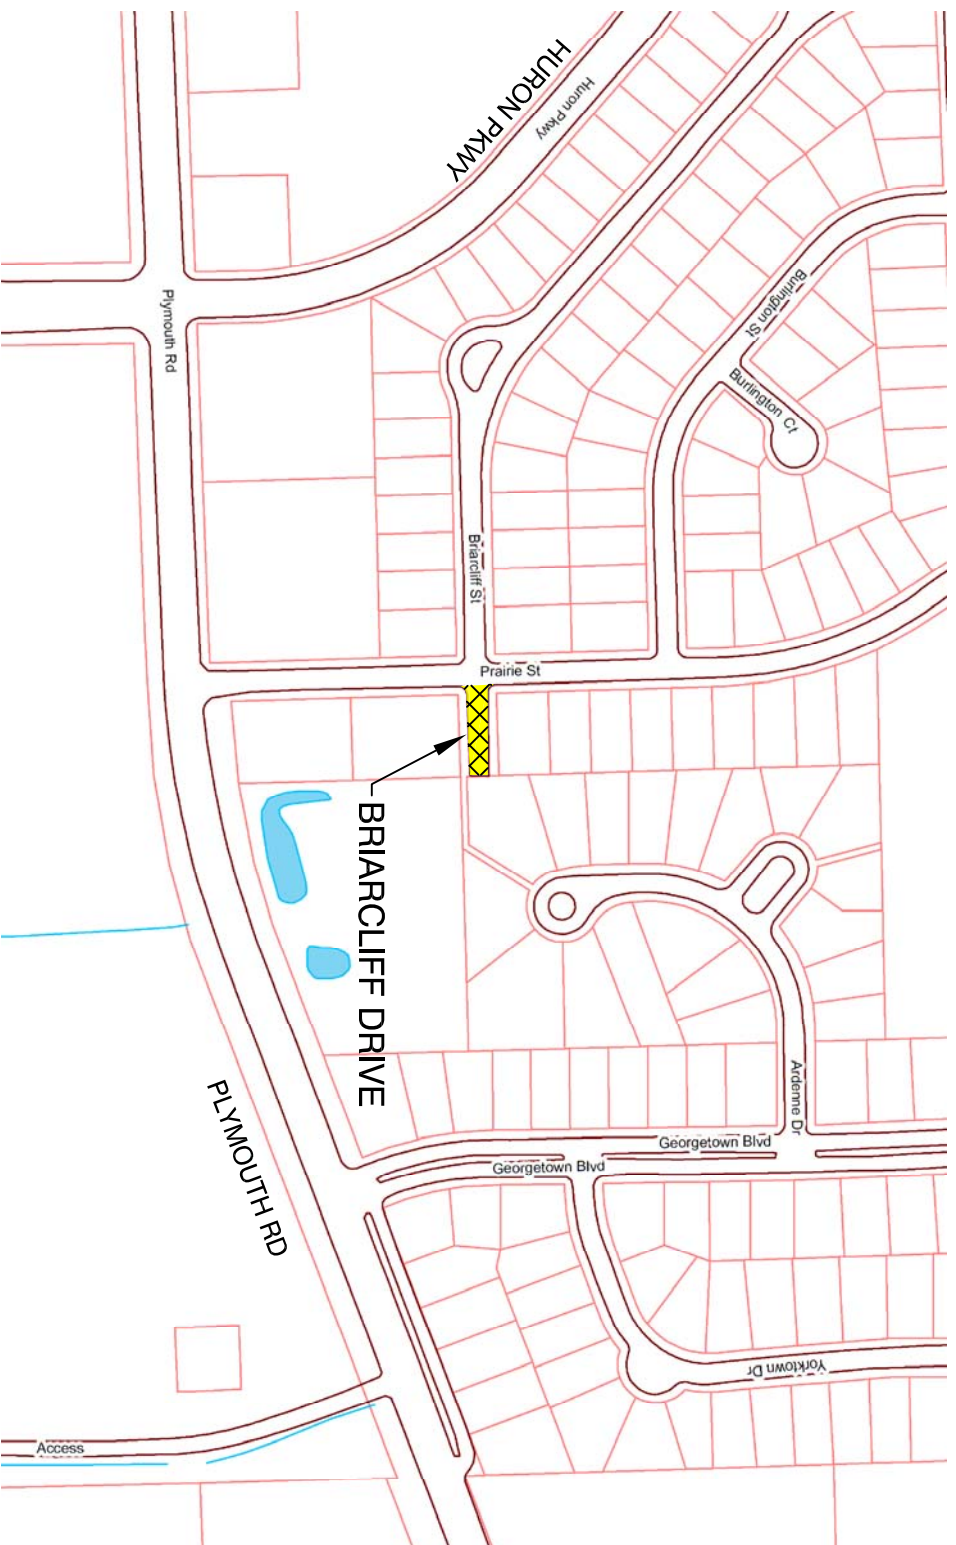 HURON PKWY
Huron Pkwy
Burlington St
Plymouth Rd
Burlington Ct
Briarcliff St
Prairie St
BRIARCLIFF DRIVE
Ardenne Dr
PLYMOUTH RD
Georgetown Blvd
Georgetown Blvd
Yorktown Dr
Access